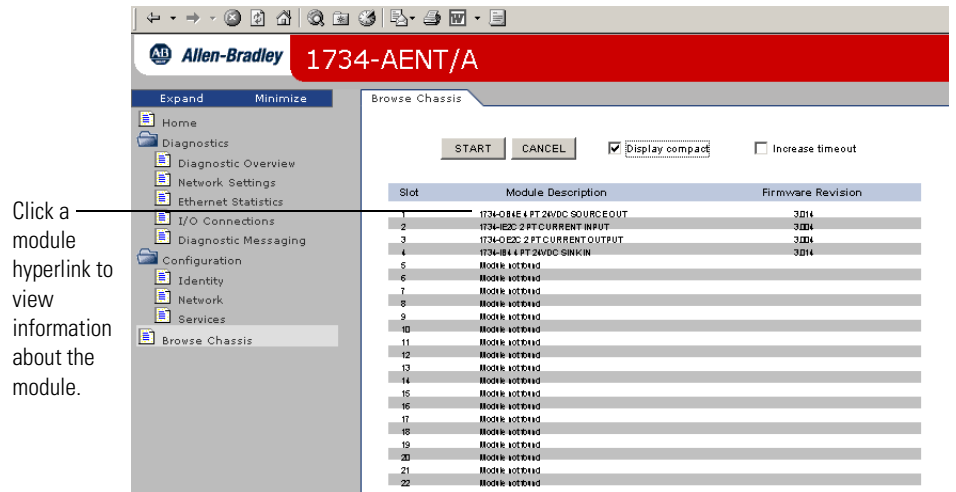 AB Allen-Bradley 1734-AENT/A
Expand Minimize
Home
Diagnostics
Diagnostic Overview
Network Settings
Ethernet Statistics
I/O Connections
Diagnostic Messaging
Configuration
Identity
Network
Services
Browse Chassis
Click a
module
hyperlink to
view
information
about the
module.
Browse Chassis
START CANCEL Display compact Increase timeout
Slot Module Description Firmware Revision
1 1734-OB4E 4 PT 24VDC SOURCE OUT 3.014
2 1734-IE2C 2 PT CURRENT INPUT 3.004
3 1734-OE2C 2 PT CURRENT OUTPUT 3.004
4 1734-IB4 4 PT 24VDC SINK IN 3.014
5 Module not found
6 Module not found
7 Module not found
8 Module not found
9 Module not found
10 Module not found
11 Module not found
12 Module not found
13 Module not found
14 Module not found
15 Module not found
16 Module not found
17 Module not found
18 Module not found
19 Module not found
20 Module not found
21 Module not found
22 Module not found